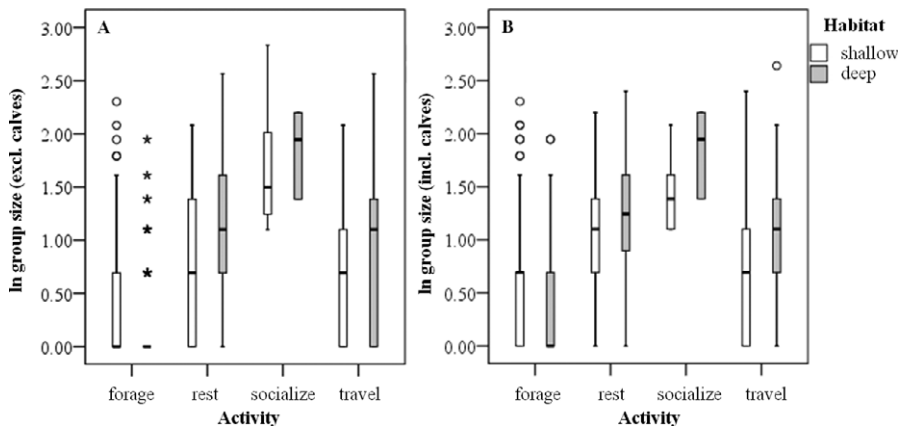 A
ln group size (excl. calves)
3.00
2.50
2.00
1.50
1.00
0.50
0.00
forage rest socialize travel
Activity
B
ln group size (incl. calves)
3.00
2.50
2.00
1.50
1.00
0.50
0.00
forage rest socialize travel
Activity
Habitat
shallow
deep